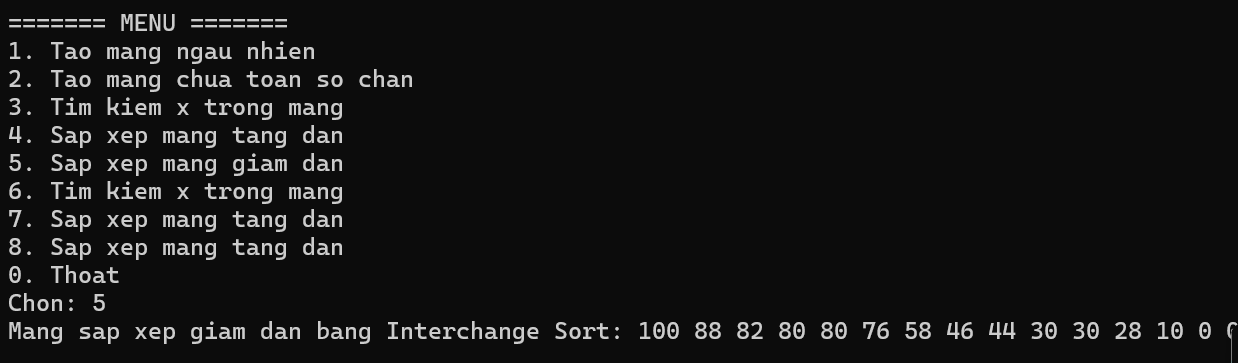 ======= MENU =======
1. Tao mang ngau nhien
2. Tao mang chua toan so chan
3. Tim kiem x trong mang
4. Sap xep mang tang dan
5. Sap xep mang giam dan
6. Tim kiem x trong mang
7. Sap xep mang tang dan
8. Sap xep mang tang dan
0. Thoat
Chon: 5
Mang sap xep giam dan bang Interchange Sort: 100 88 82 80 80 76 58 46 44 30 30 28 10 0